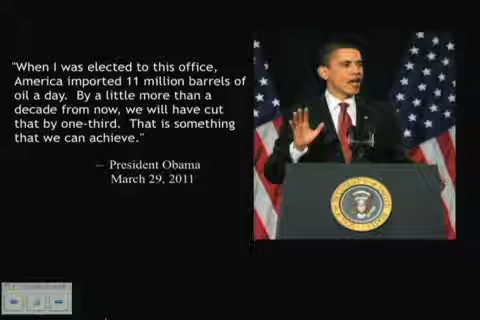 "When I was elected to this office,
America imported 11 million barrels of
oil a day. By a little more than a
decade from now, we will have cut
that by one-third. That is something
that we can achieve."
– President Obama
March 29, 2011